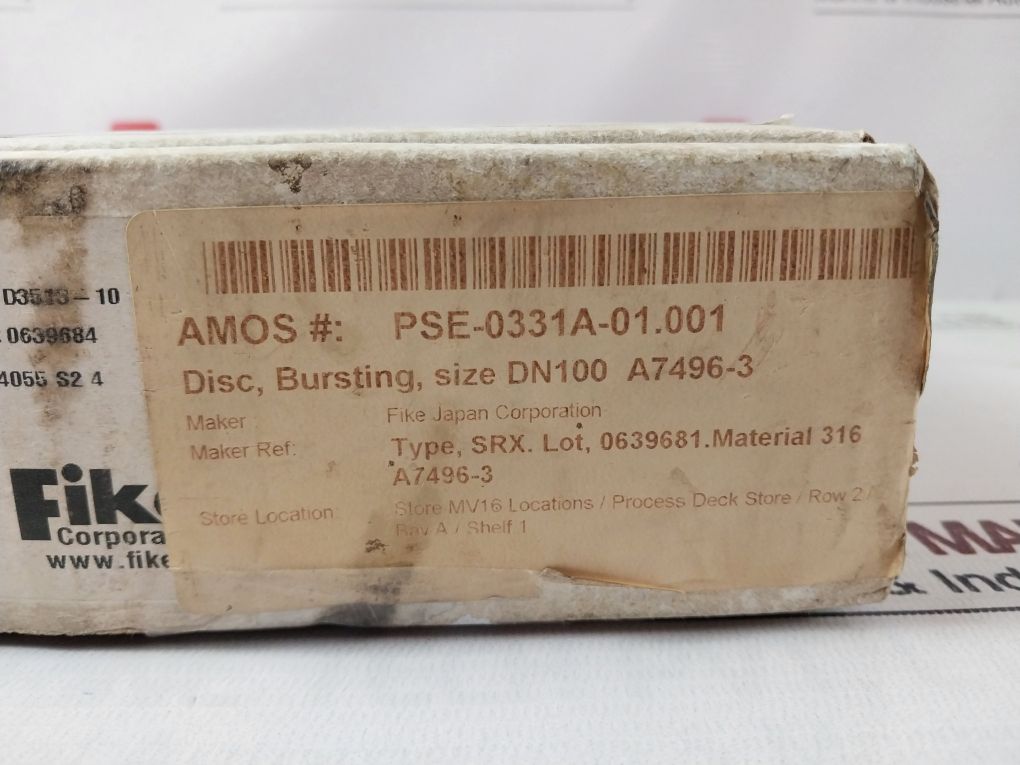 D3513-10
0639684
4055 S2 4
Fike
Corpora
www.fike
AMOS #: PSE-0331A-01.001
Disc, Bursting, size DN100 A7496-3
Maker Fike Japan Corporation
Maker Ref: Type, SRX. Lot, 0639681.Material 316
A7496-3
Store Location: Store MV16 Locations / Process Deck Store / Row 2 /
Bay A / Shelf 1
MA
& Ind